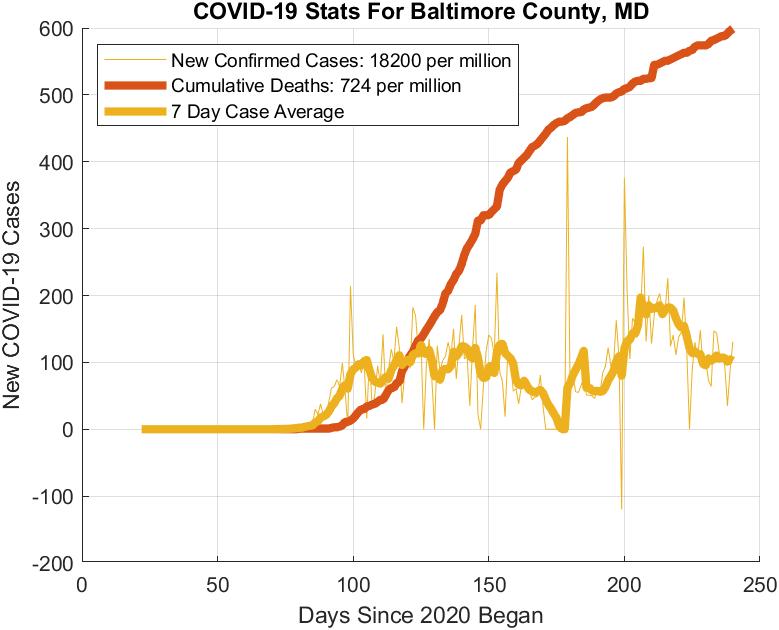 COVID-19 Stats For Baltimore County, MD
New Confirmed Cases: 18200 per million
Cumulative Deaths: 724 per million
7 Day Case Average
600
500
400
300
200
100
0
-100
-200
New COVID-19 Cases
0 50 100 150 200 250
Days Since 2020 Began